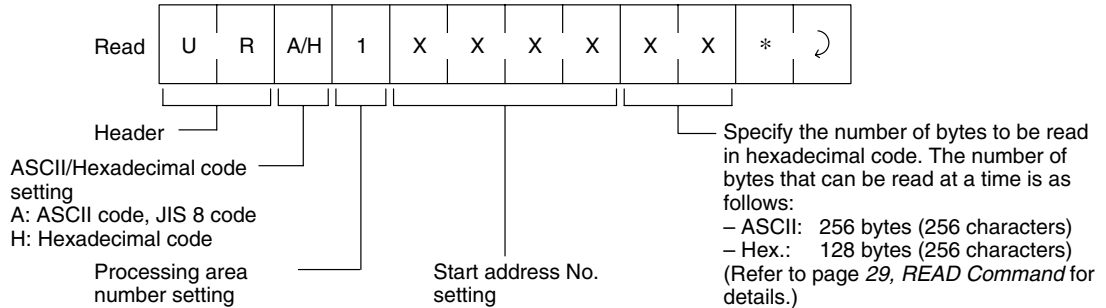 Read U R A/H 1 X X X X X X *
Header
ASCII/Hexadecimal code
setting
A: ASCII code, JIS 8 code
H: Hexadecimal code
Processing area
number setting
Start address No.
setting
Specify the number of bytes to be read
in hexadecimal code. The number of
bytes that can be read at a time is as
follows:
– ASCII: 256 bytes (256 characters)
– Hex.: 128 bytes (256 characters)
(Refer to page 29, READ Command for
details.)